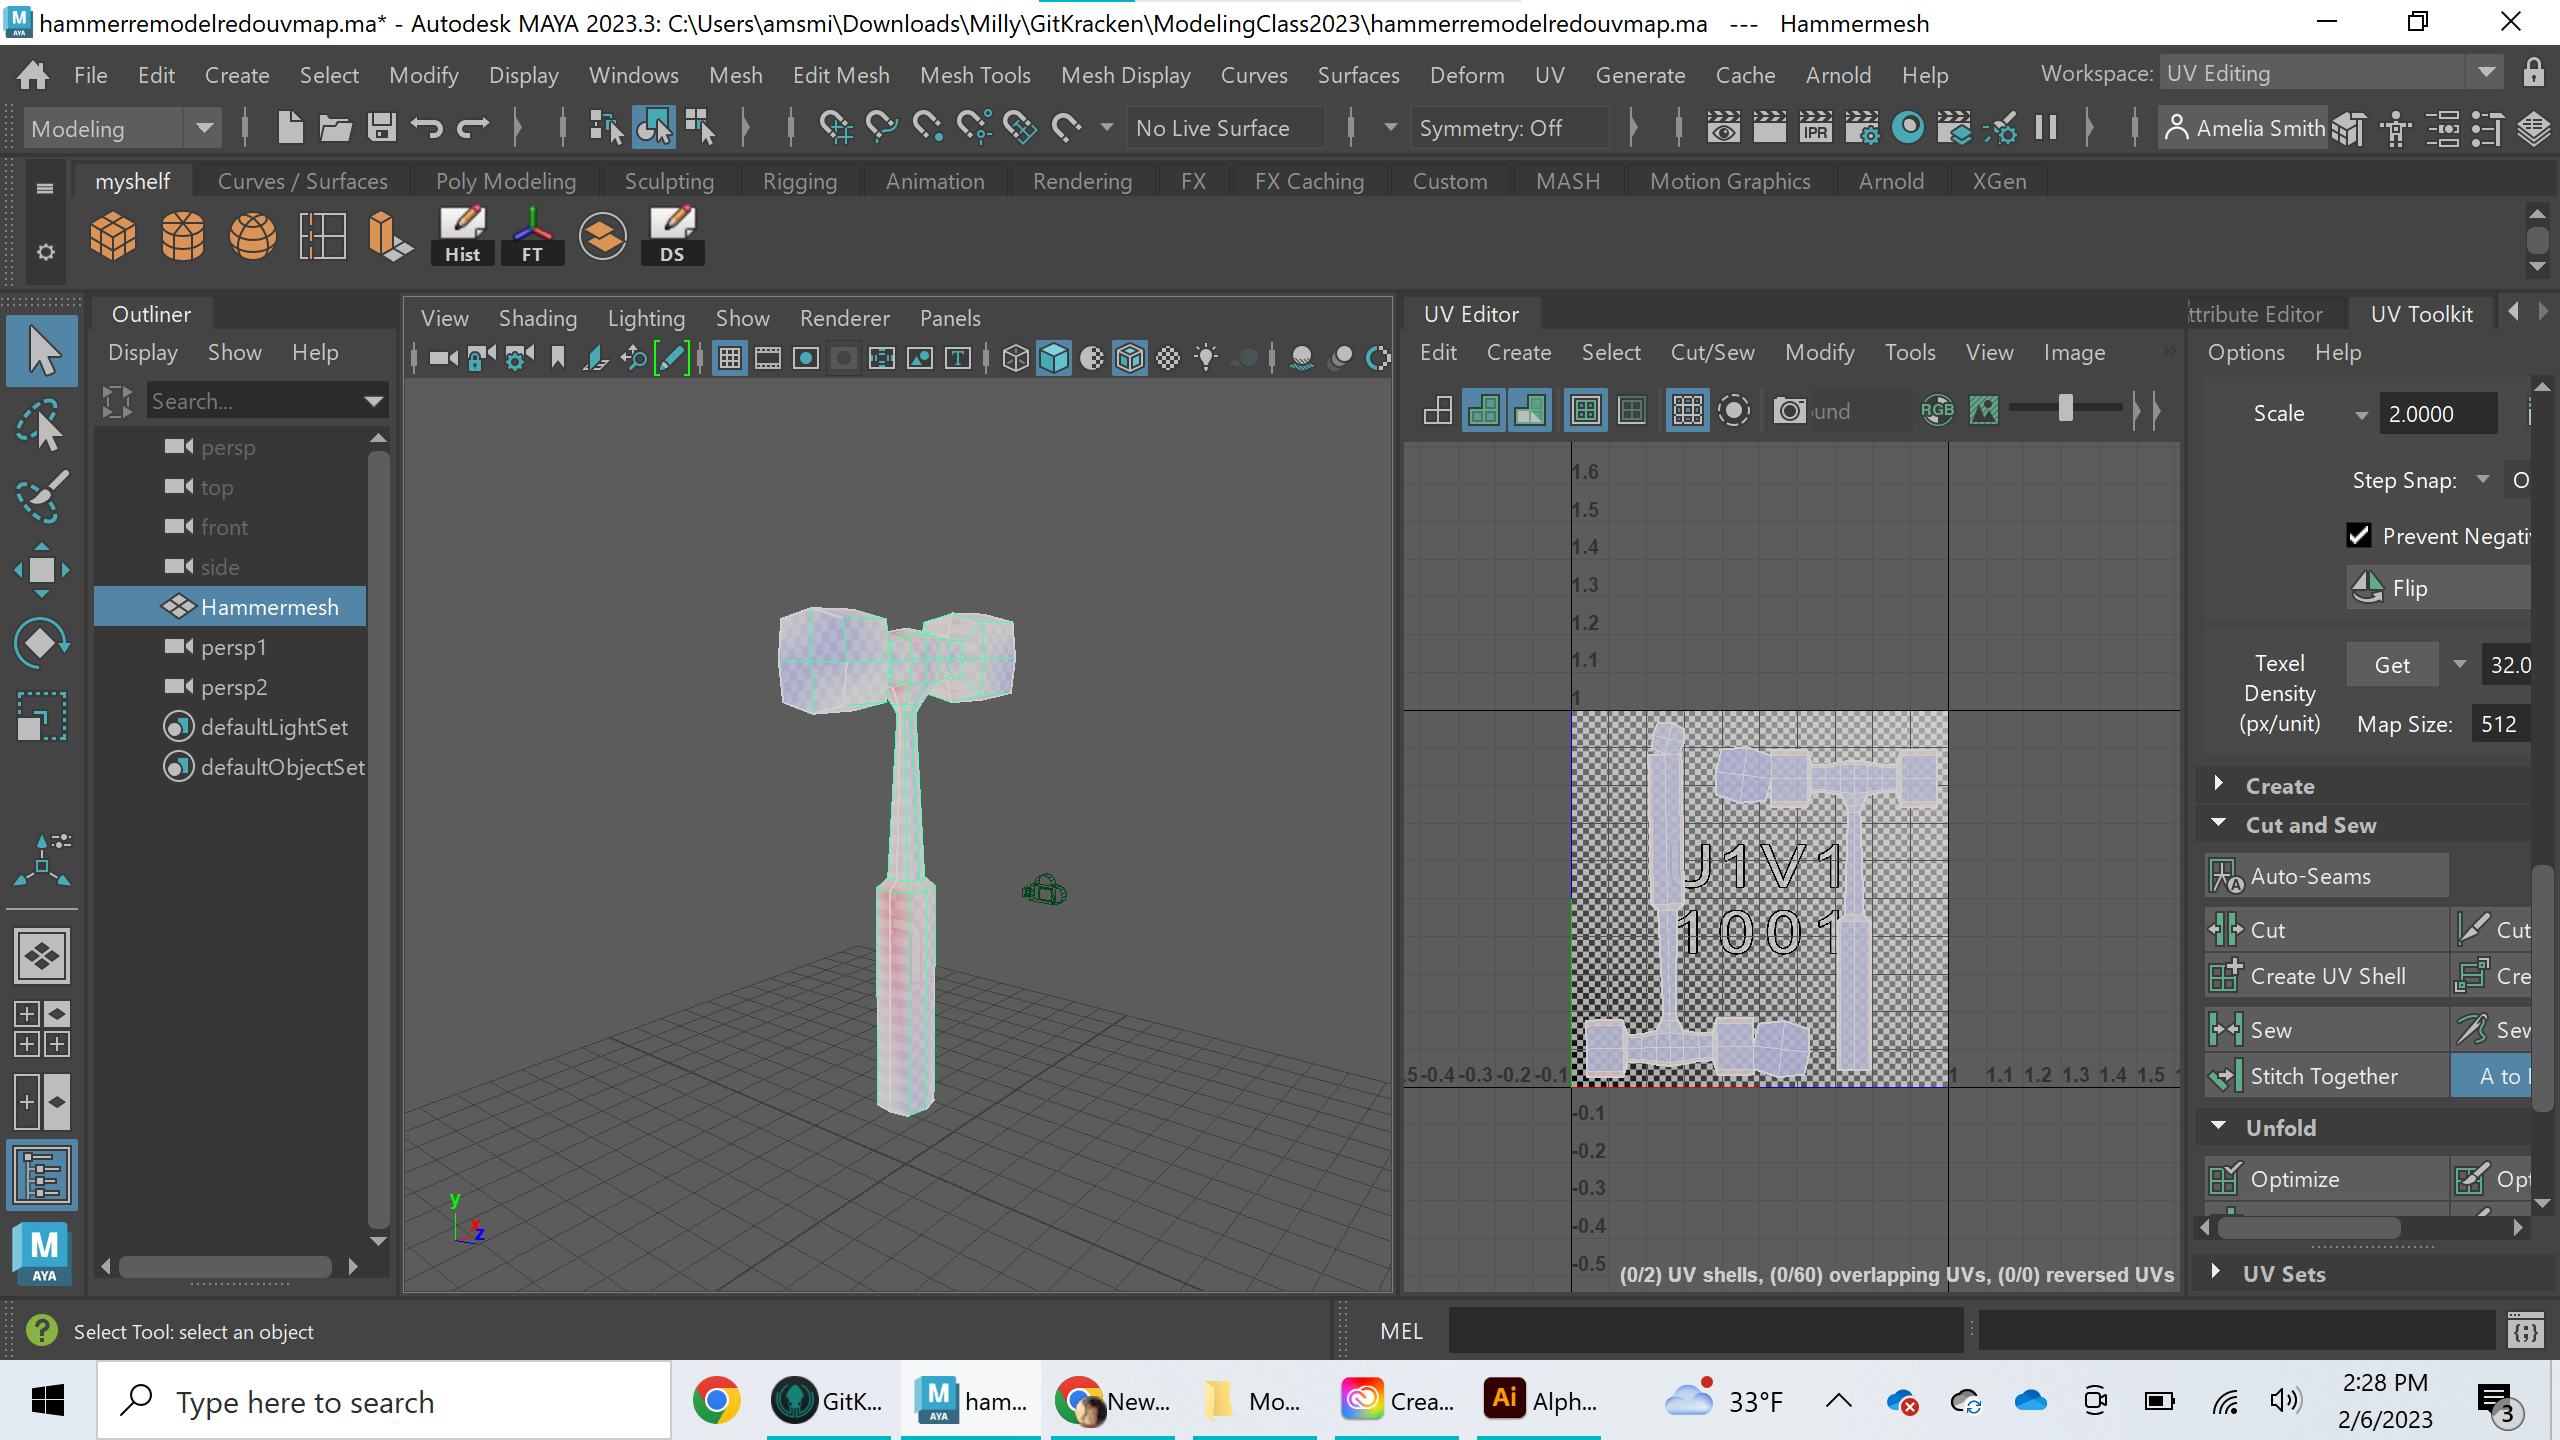 hammerremodelredouvmap.ma* - Autodesk MAYA 2023.3: C:\Users\amsmi\Downloads\Milly\GitKracken\ModelingClass2023\hammerremodelredouvmap.ma --- Hammermesh
File Edit Create Select Modify Display Windows Mesh Edit Mesh Mesh Tools Mesh Display Curves Surfaces Deform UV Generate Cache Arnold Help Workspace: UV Editing
Modeling No Live Surface Symmetry: Off IPR Amelia Smith
myshelf Curves / Surfaces Poly Modeling Sculpting Rigging Animation Rendering FX FX Caching Custom MASH Motion Graphics Arnold XGen
Hist FT DS
Outliner
Display Show Help
Search...
persp
top
front
side
Hammermesh
persp1
persp2
defaultLightSet
defaultObjectSet
View Shading Lighting Show Renderer Panels
y
x
z
UV Editor
Edit Create Select Cut/Sew Modify Tools View Image
und RGB
1.6
1.5
1.4
1.3
1.2
1.1
1
U1V1
1001
.5 -0.4 -0.3 -0.2 -0.1 1 1.1 1.2 1.3 1.4 1.5
-0.1
-0.2
-0.3
-0.4
-0.5
(0/2) UV shells, (0/60) overlapping UVs, (0/0) reversed UVs
ttribute Editor UV Toolkit
Options Help
Scale 2.0000
Step Snap: O
Prevent Negati
Flip
Texel Density (px/unit) Get 32.0
Map Size: 512
Create
Cut and Sew
Auto-Seams
Cut Cut
Create UV Shell Cre
Sew Sew
Stitch Together A to
Unfold
Optimize Opt
UV Sets
M
AYA
Select Tool: select an object MEL
Type here to search GitK... ham... New... Mo... Crea... Ai Alph... 33°F 2:28 PM
2/6/2023 3